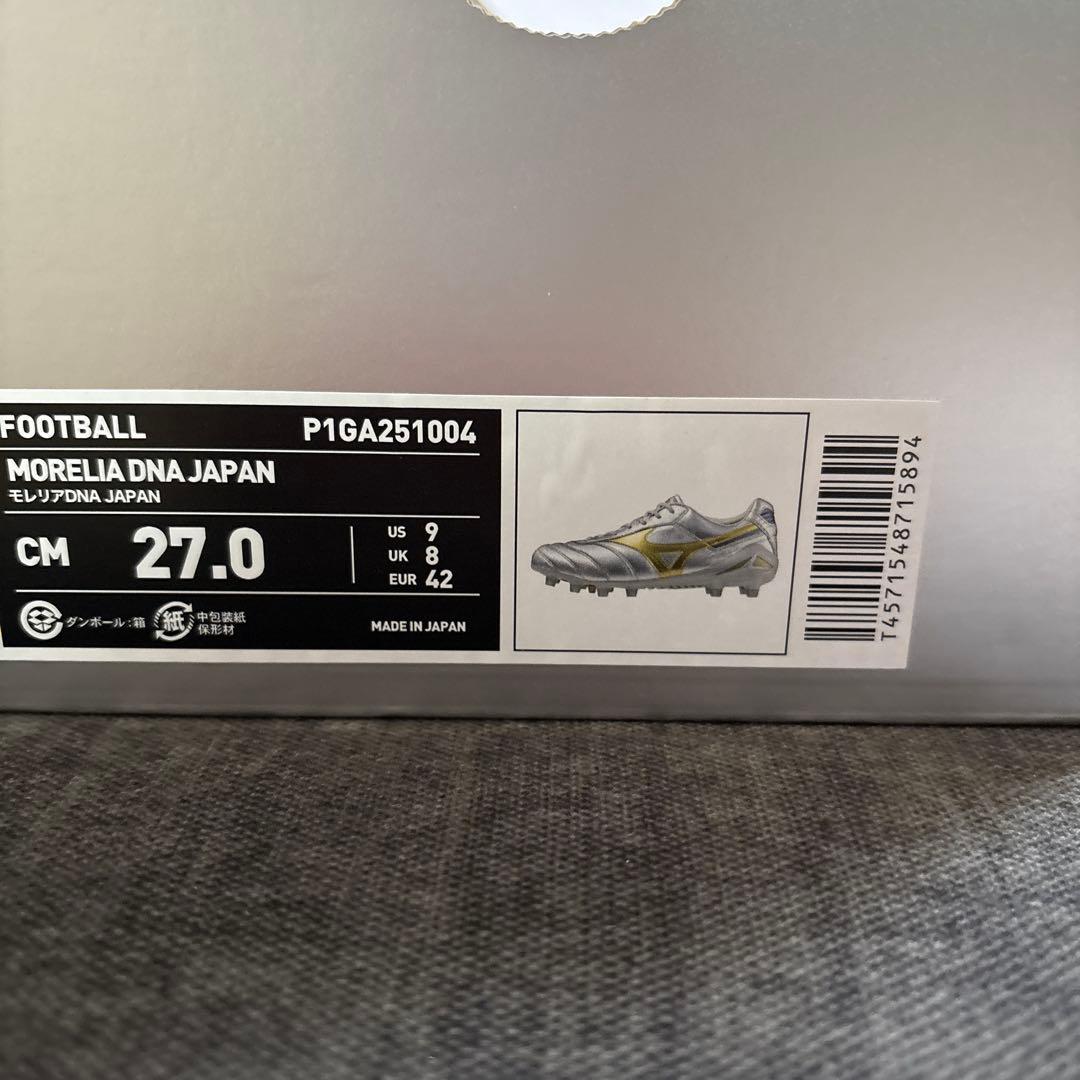 FOOTBALL P1GA251004
MORELIA DNA JAPAN
モレリアDNA JAPAN
CM 27.0
US 9
UK 8
EUR 42
ダンボール:箱
紙 中包装紙
保形材
MADE IN JAPAN
T4571548715894